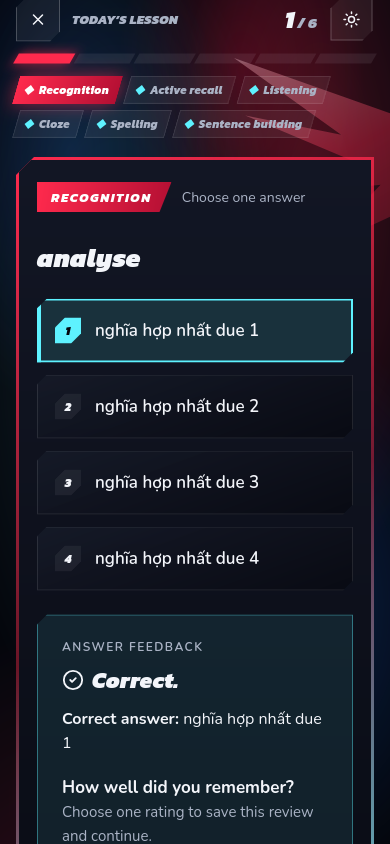 TODAY'S LESSON
1 / 6
Recognition
Active recall
Listening
Cloze
Spelling
Sentence building
RECOGNITION
Choose one answer
analyse
1 nghĩa hợp nhất due 1
2 nghĩa hợp nhất due 2
3 nghĩa hợp nhất due 3
4 nghĩa hợp nhất due 4
ANSWER FEEDBACK
Correct.
Correct answer: nghĩa hợp nhất due
1
How well did you remember?
Choose one rating to save this review
and continue.